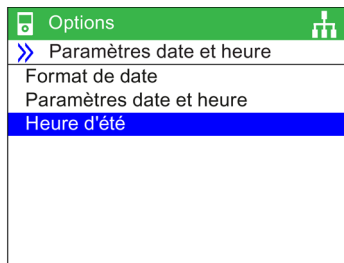 Options
Paramètres date et heure
Format de date
Paramètres date et heure
Heure d'été